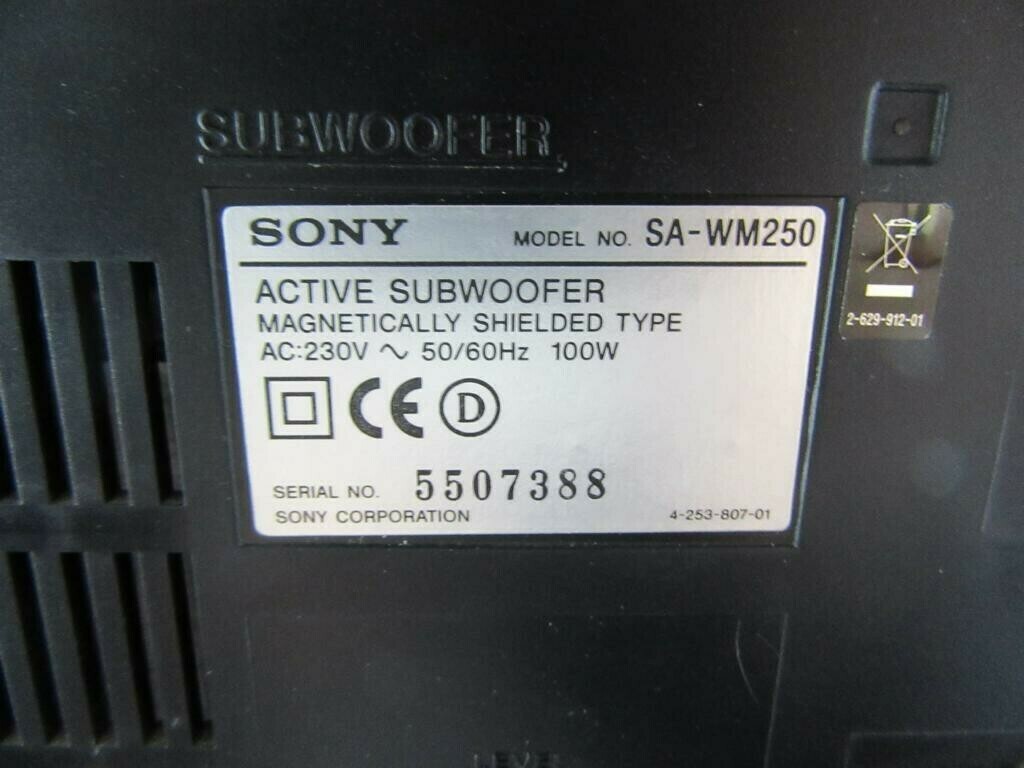 SUBWOOFER
SONY MODEL NO. SA-WM250
ACTIVE SUBWOOFER
MAGNETICALLY SHIELDED TYPE
AC:230V ~ 50/60Hz 100W
CE D
SERIAL NO. 5507388
SONY CORPORATION 4-253-807-01
2-629-912-01
LEVEL